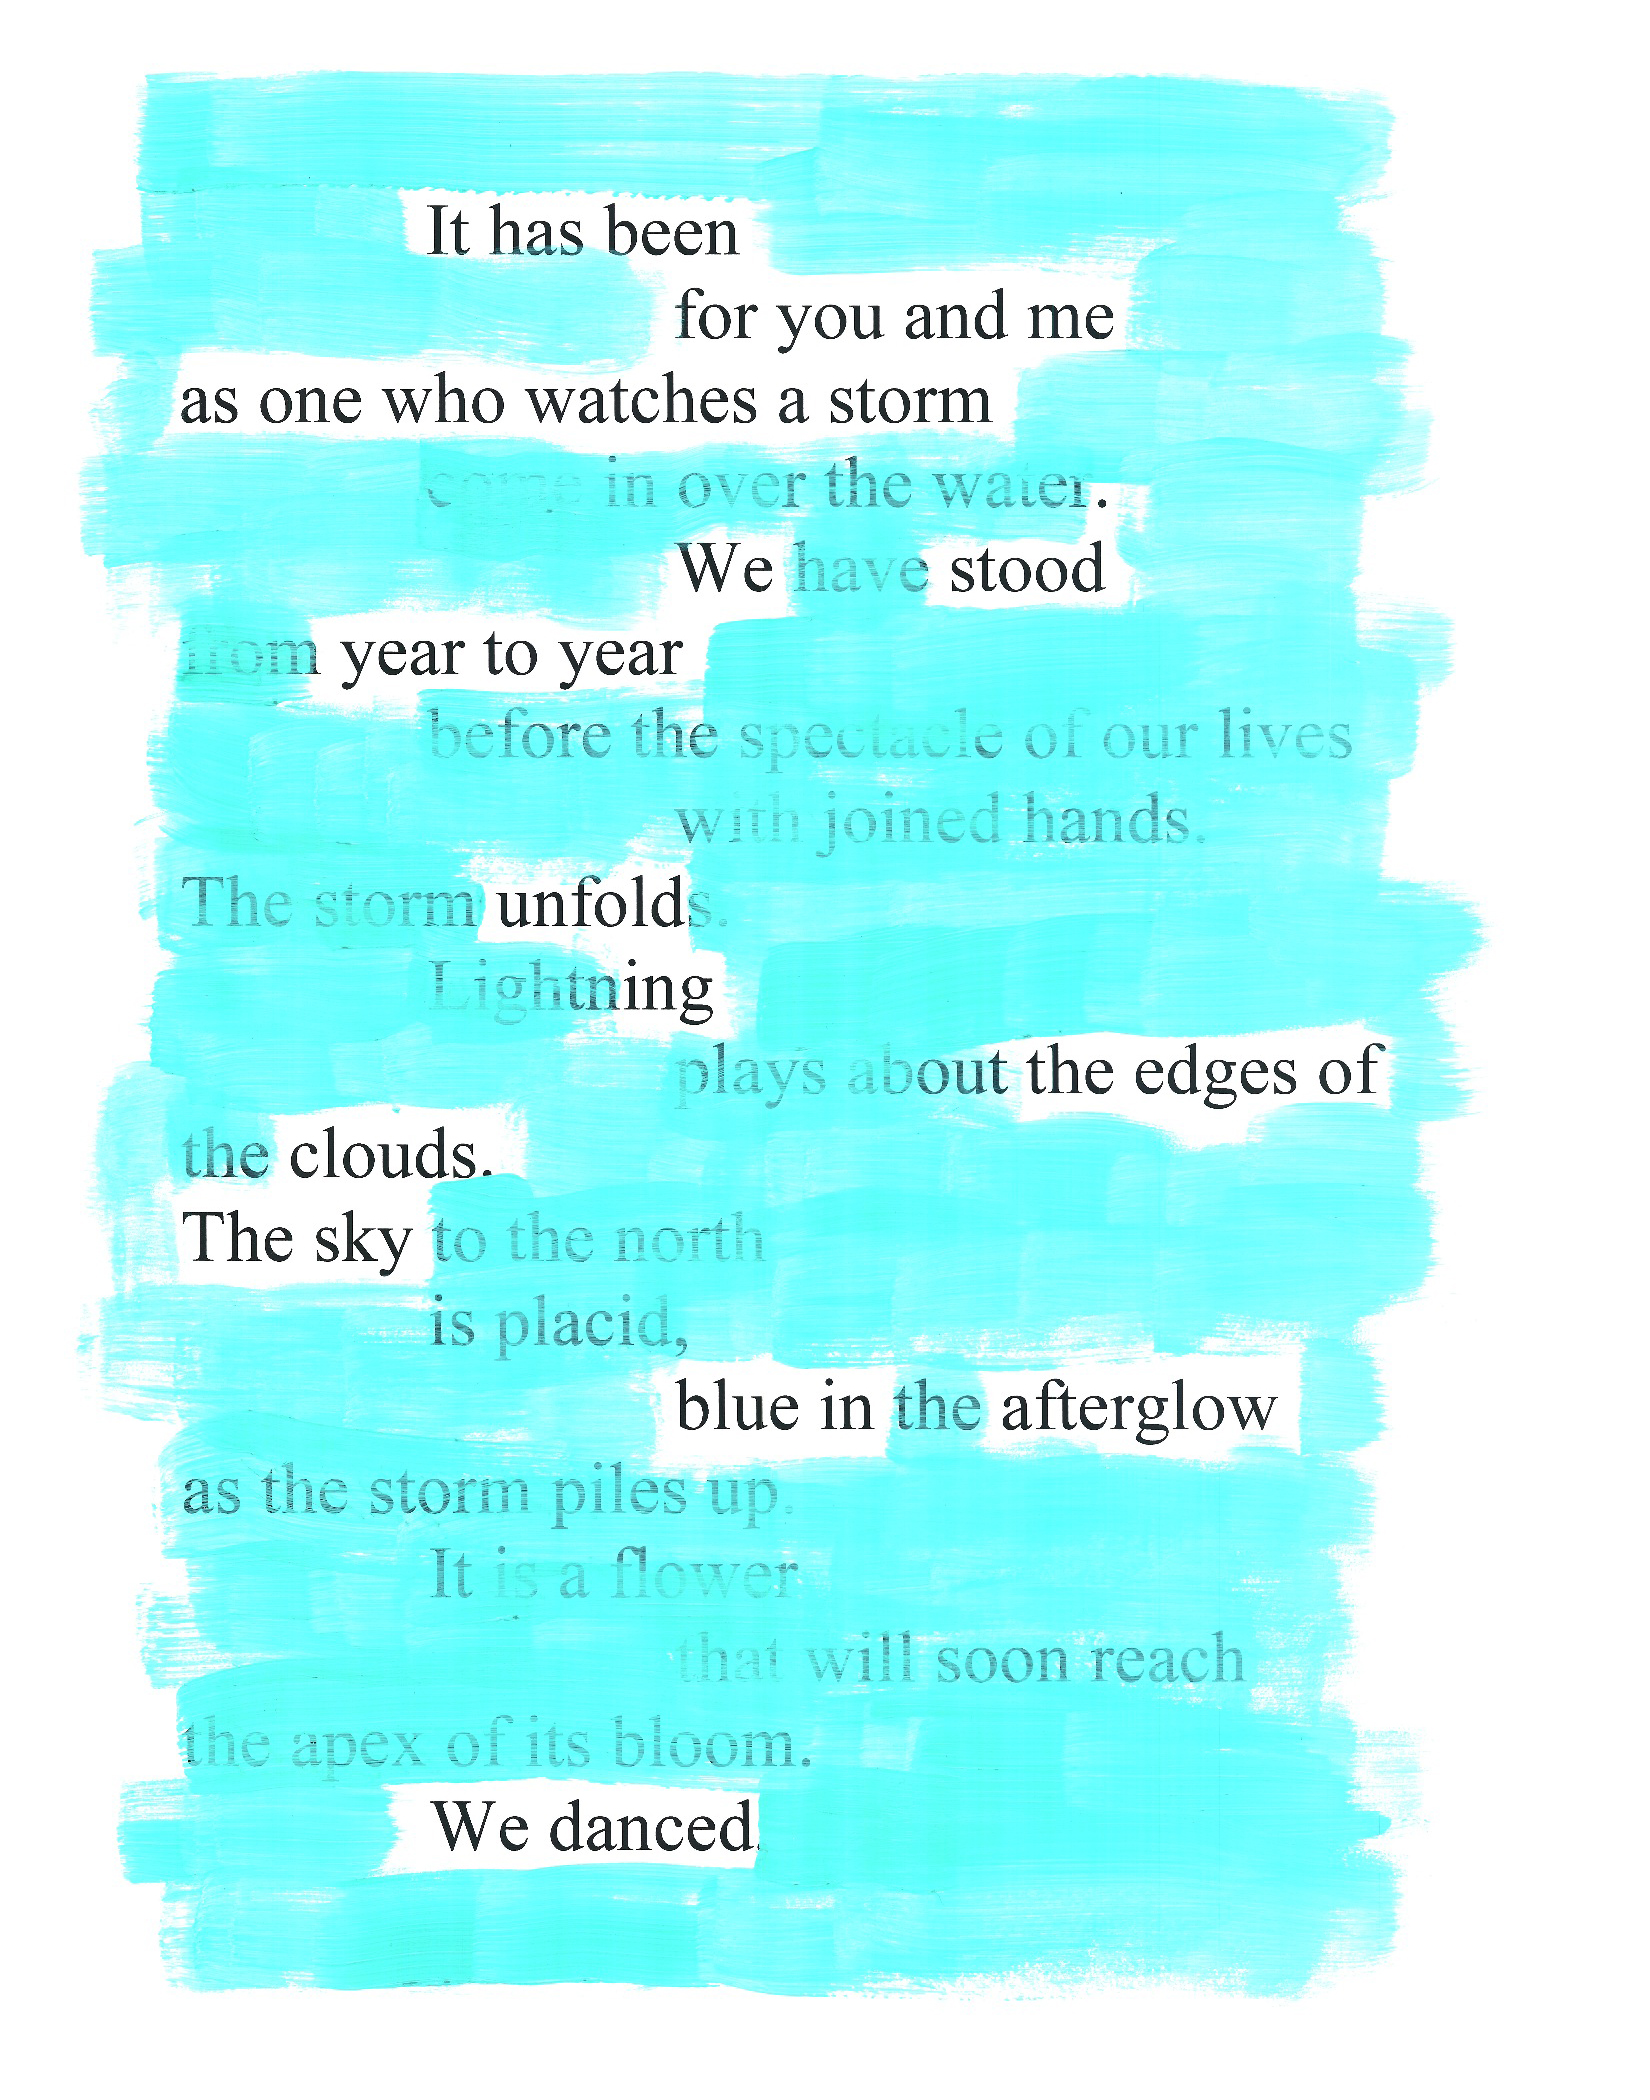 It has been
for you and me
as one who watches a storm
come in over the water.
We have stood
from year to year
before the spectacle of our lives
with joined hands.
The storm unfolds.
Lightning
plays about the edges of
the clouds.
The sky to the north
is placid,
blue in the afterglow
as the storm piles up.
It is a flower
that will soon reach
the apex of its bloom.
We danced.